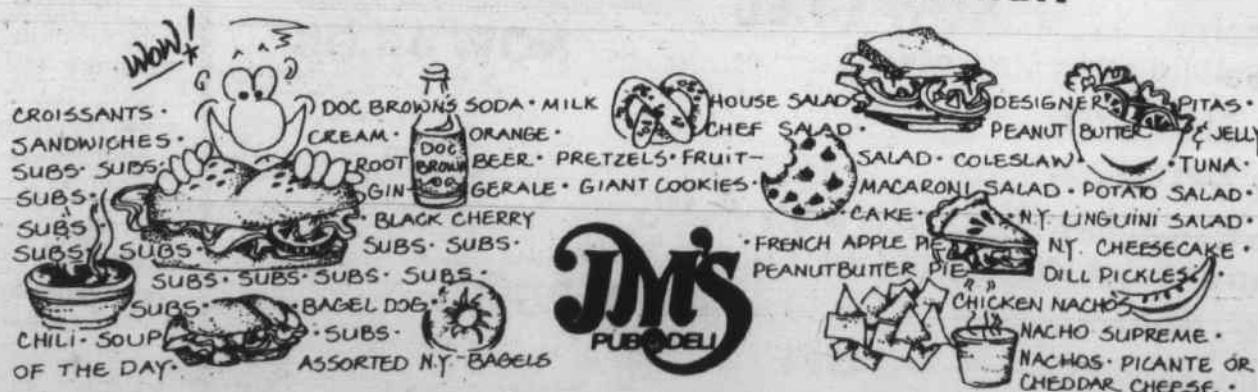 WOW!
CROISSANTS · DOC BROWN'S SODA · MILK HOUSE SALAD DESIGNER PITAS ·
SANDWICHES · CREAM · ORANGE · CHEF SALAD · PEANUT BUTTER & JELL
SUBS · SUBS · ROOT BEER · PRETZELS · FRUIT- SALAD · COLESLAW · TUNA ·
SUBS · GIN- GERALE · GIANT COOKIES · MACARONI SALAD · POTATO SALAD ·
DOC
BROWN
SUBS · BLACK CHERRY CAKE · N.Y. LINGUINI SALAD ·
SUBS · SUBS · SUBS · SUBS · FRENCH APPLE PIE N.Y. CHEESECAKE ·
SUBS · SUBS · SUBS · SUBS · PEANUTBUTTER PIE DILL PICKLES ·
SUBS · BAGEL DOG · CHICKEN NACHOS
CHILI · SOUP · SUBS · NACHO SUPREME ·
OF THE DAY · ASSORTED N.Y. BAGELS NACHOS · PICANTE OR
CHEDDAR CHEESE ·
JM'S
PUB & DELI